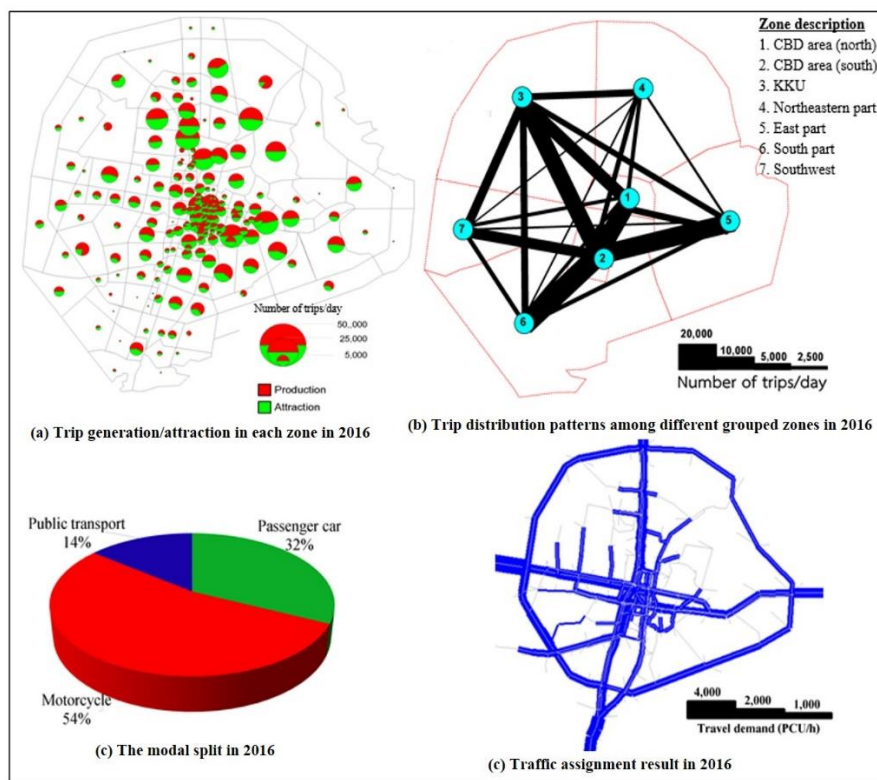 Number of trips/day
50,,000
25,000
5,000
Production
Attraction
(a) Trip generation/attraction in each zone in 2016
Zone description
1. CBD area (north)
2. CBD area (south)
3. KKU
4. Northeastern part
5. East part
6. South part
7. Southwest
3
4
1
5
7
2
6
20,000
10,000
5,000
2,500
Number of trips/day
(b) Trip distribution patterns among different grouped zones in 2016
Public transport
14%
Passenger car
32%
Motorcycle
54%
(c) The modal split in 2016
4,000
2,000
1,000
Travel demand (PCU/h)
(c) Traffic assignment result in 2016